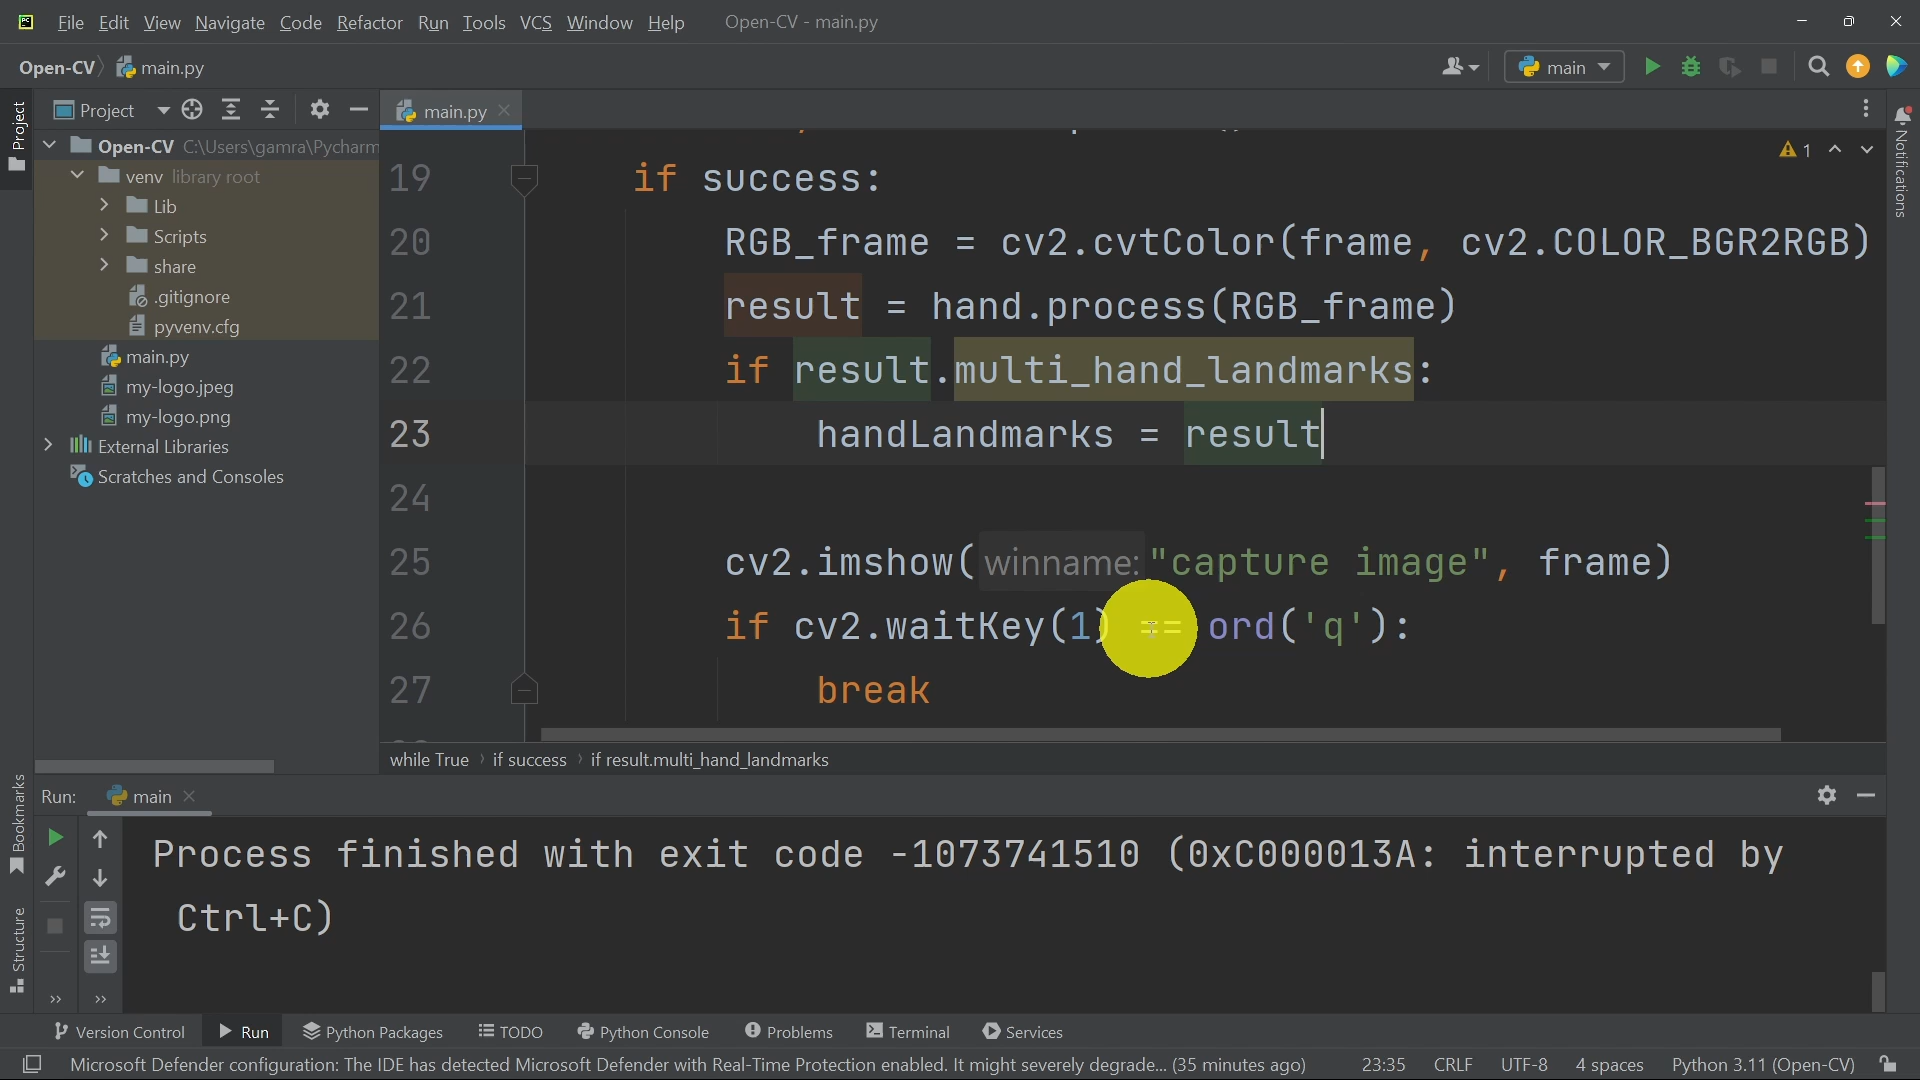 File Edit View Navigate Code Refactor Run Tools VCS Window Help Open-CV - main.py
Open-CV main.py
main
Project
Project
main.py
Open-CV C:\Users\gamra\Pycharm
venv library root
Lib
Scripts
share
.gitignore
pyvenv.cfg
main.py
my-logo.jpeg
my-logo.png
External Libraries
Scratches and Consoles
1
Notifications
19 if success:
20 RGB_frame = cv2.cvtColor(frame, cv2.COLOR_BGR2RGB)
21 result = hand.process(RGB_frame)
22 if result.multi_hand_landmarks:
23 handLandmarks = result
24
25 cv2.imshow( winname: "capture image", frame)
26 if cv2.waitKey(1) == ord('q'):
27 break
while True if success if result.multi_hand_landmarks
Bookmarks
Structure
Run: main
Process finished with exit code -1073741510 (0xC000013A: interrupted by
Ctrl+C)
Version Control Run Python Packages TODO Python Console Problems Terminal Services
Microsoft Defender configuration: The IDE has detected Microsoft Defender with Real-Time Protection enabled. It might severely degrade... (35 minutes ago) 23:35 CRLF UTF-8 4 spaces Python 3.11 (Open-CV)